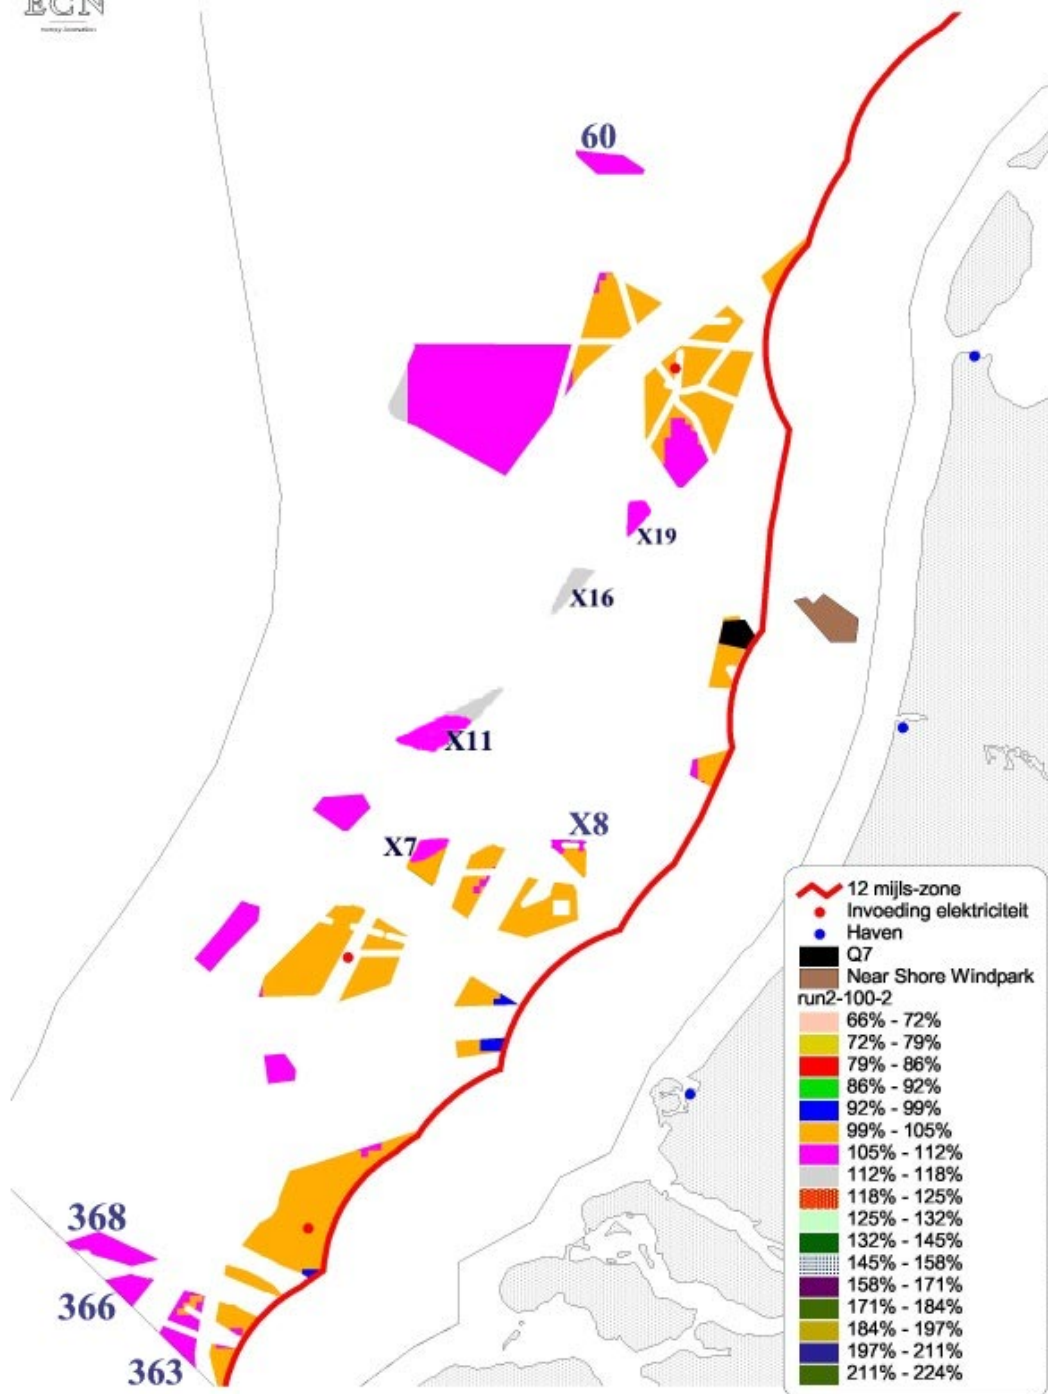 ECN
60
X19
X16
X11
X8
X7
12 mijls-zone
Invoeding elektriciteit
Haven
Q7
Near Shore Windpark
run2-100-2
66% - 72%
72% - 79%
79% - 86%
86% - 92%
92% - 99%
99% - 105%
105% - 112%
112% - 118%
118% - 125%
125% - 132%
132% - 145%
145% - 158%
158% - 171%
171% - 184%
184% - 197%
197% - 211%
211% - 224%
368
366
363